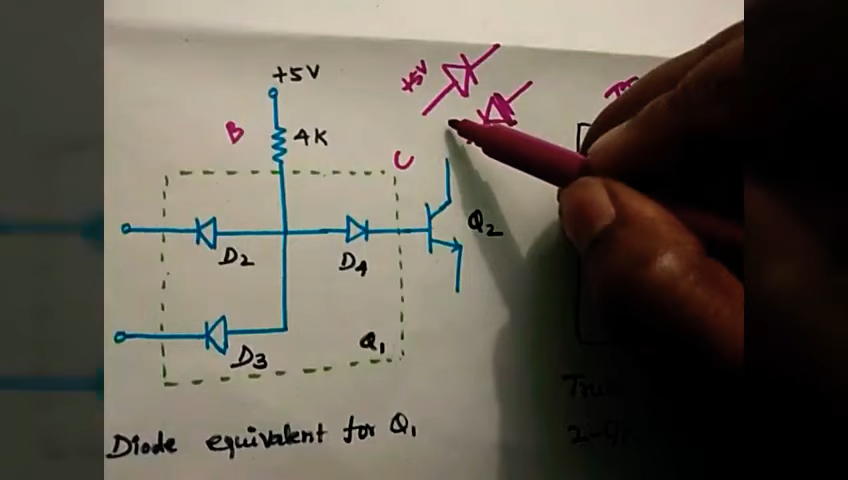 +5V
+5V
B
4K
C
Q2
D2
D4
D3
Q1
Diode equivalent for Q1